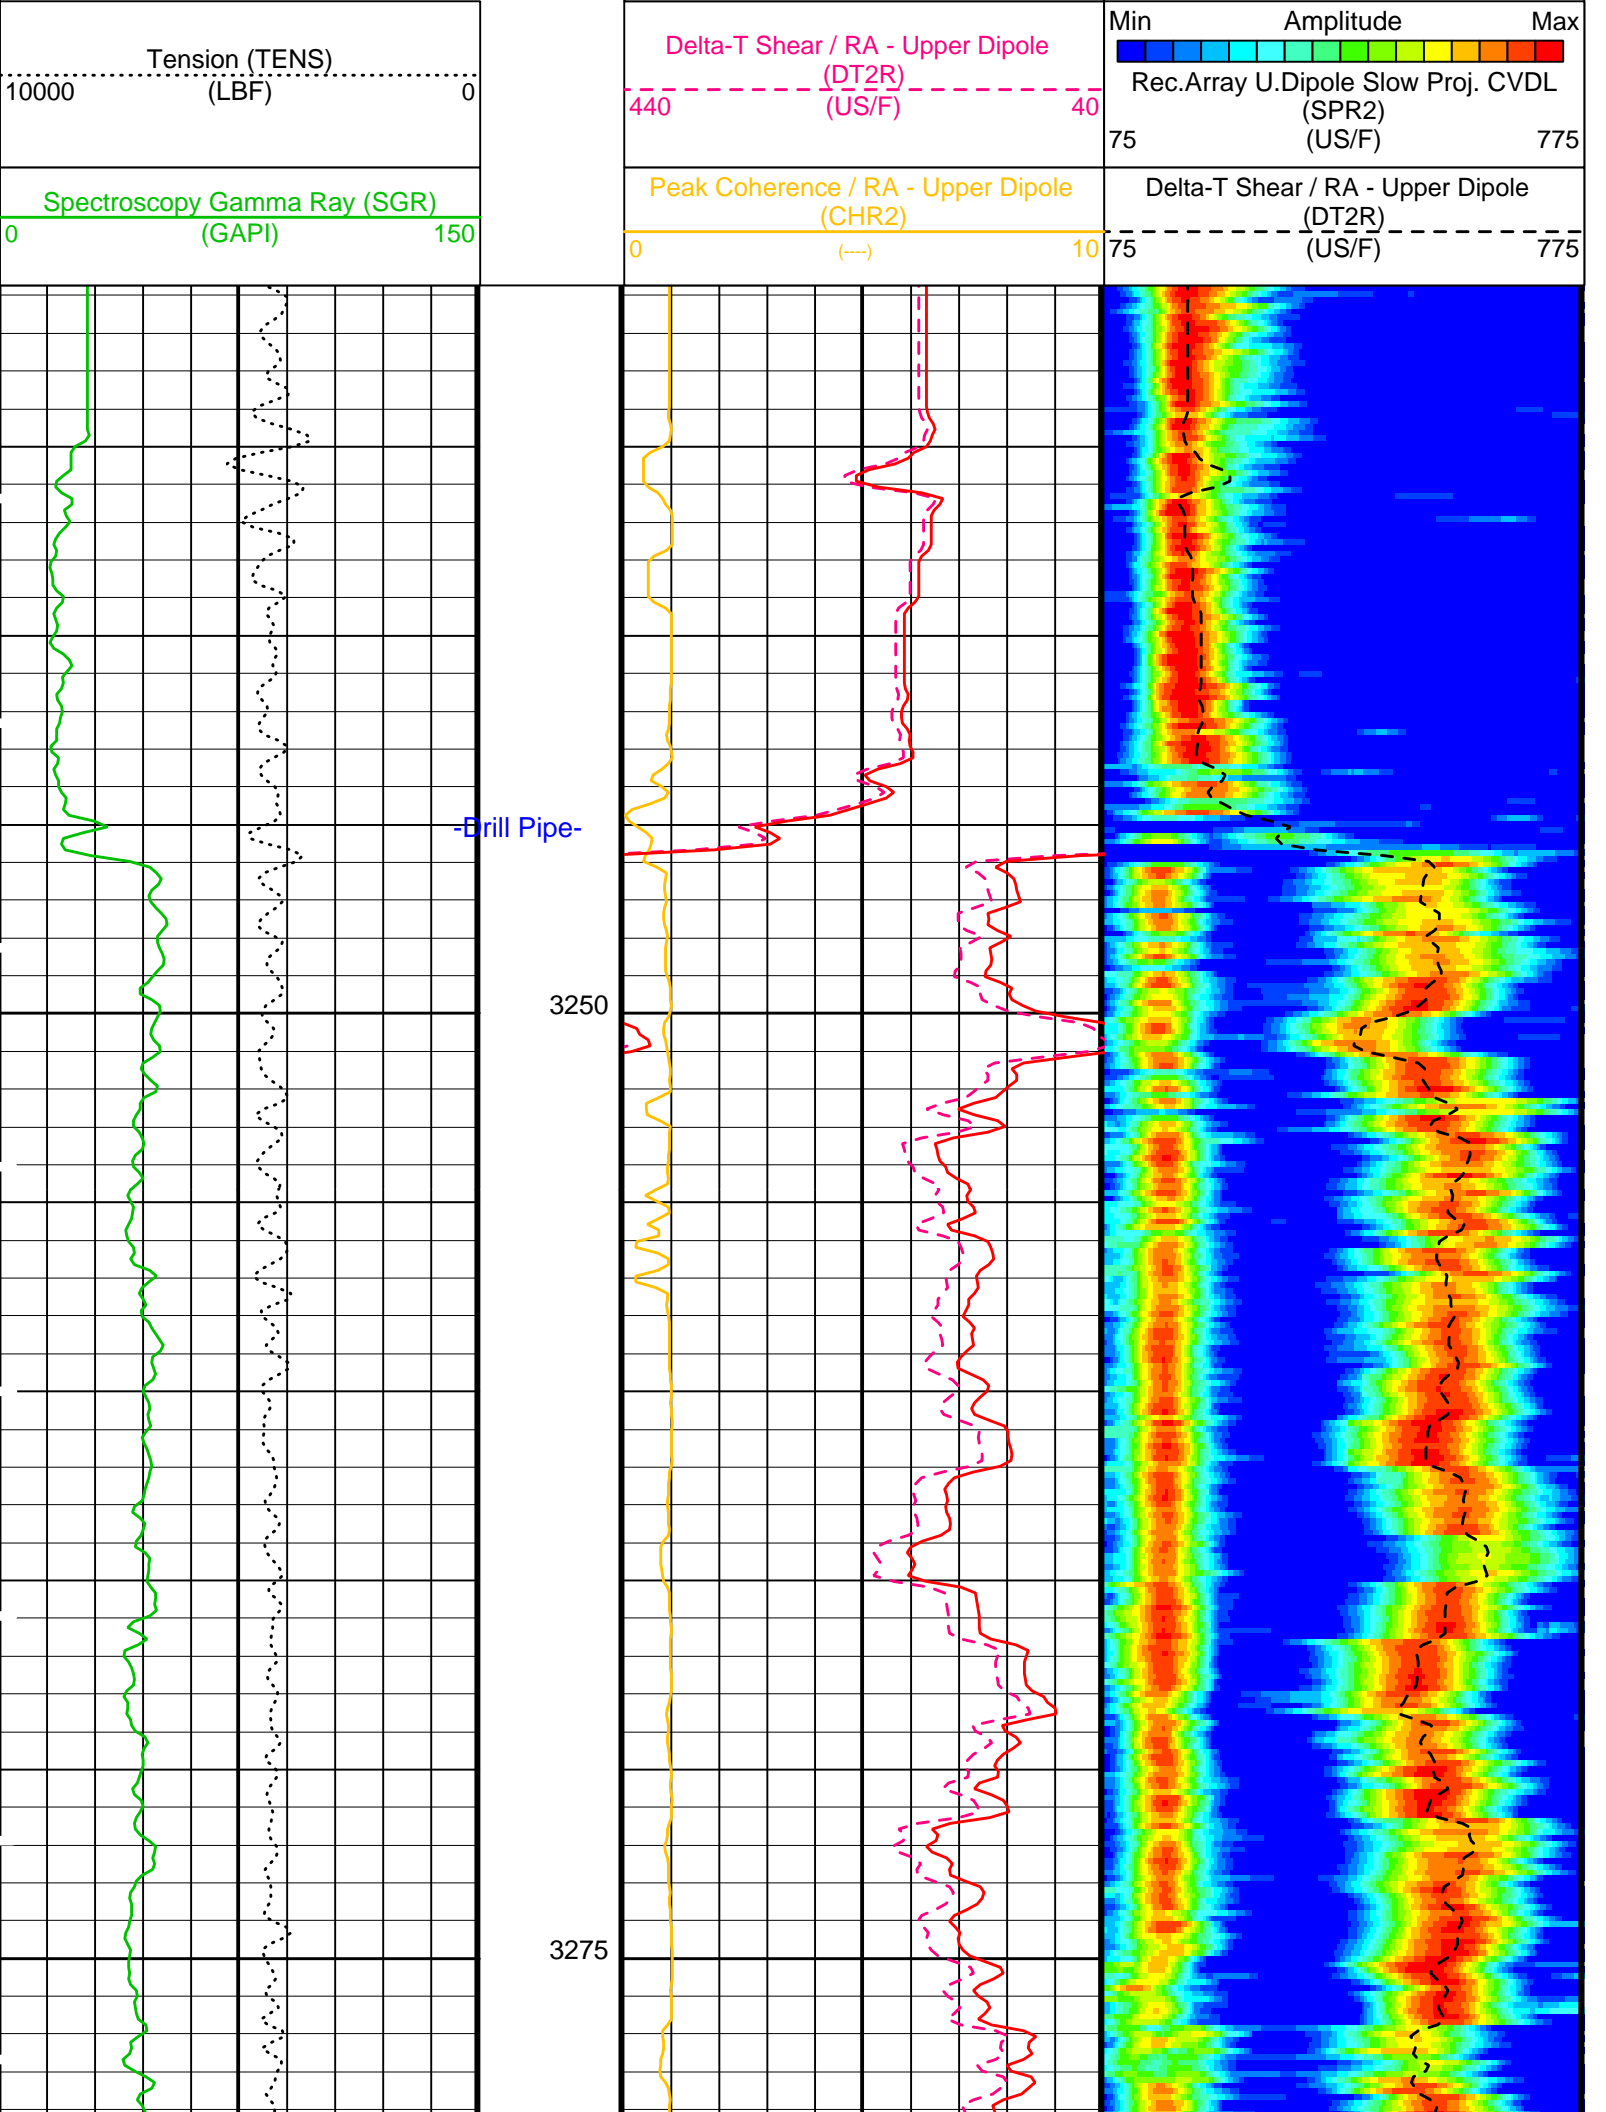 Tension (TENS)
(LBF)
10000 0
Spectroscopy Gamma Ray (SGR)
(GAPI)
0 150
Delta-T Shear / RA - Upper Dipole
(DT2R)
(US/F)
440 40
Peak Coherence / RA - Upper Dipole
(CHR2)
(----)
0 10
Min Amplitude Max
Rec.Array U.Dipole Slow Proj. CVDL
(SPR2)
(US/F)
75 775
Delta-T Shear / RA - Upper Dipole
(DT2R)
(US/F)
75 775
-Drill Pipe-
3250
3275